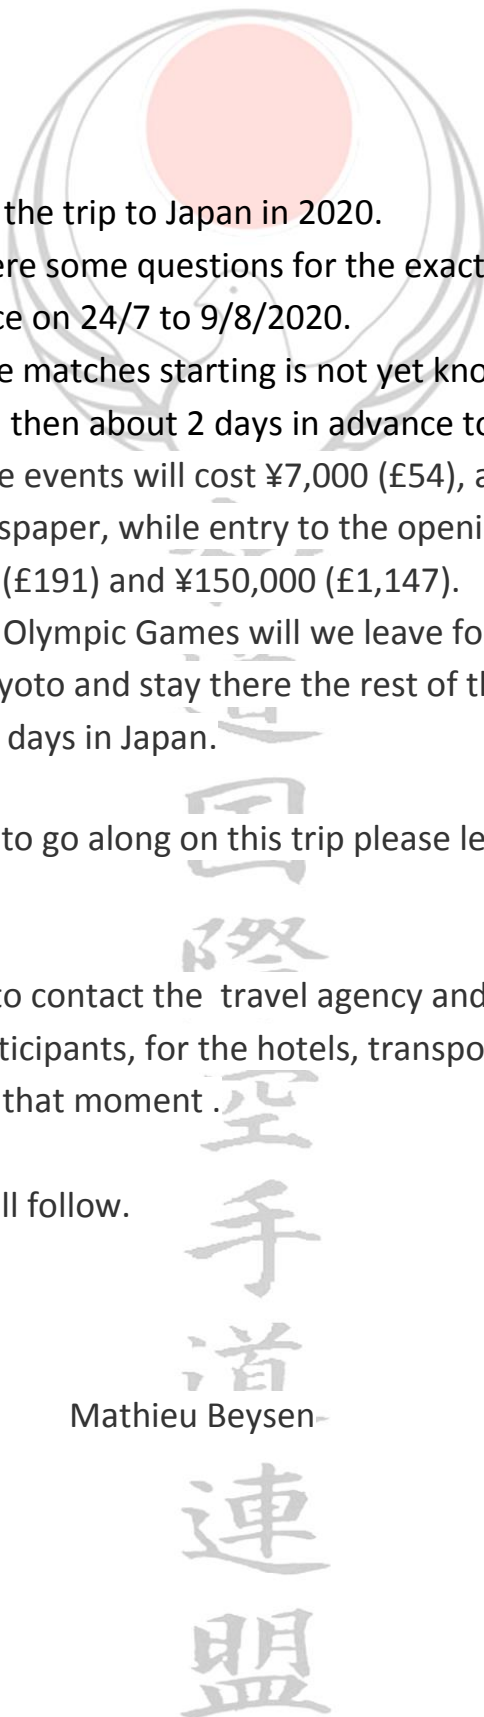 the trip to Japan in 2020.
ere some questions for the exact
ce on 24/7 to 9/8/2020.
e matches starting is not yet kno
then about 2 days in advance to
e events will cost ¥7,000 (£54), a
spaper, while entry to the openi
(£191) and ¥150,000 (£1,147).
Olympic Games will we leave fo
yoto and stay there the rest of th
days in Japan.
to go along on this trip please le
to contact the  travel agency and
ticipants, for the hotels, transpo
that moment .
ll follow.
Mathieu Beysen
道
国
際
空
手
道
連
盟